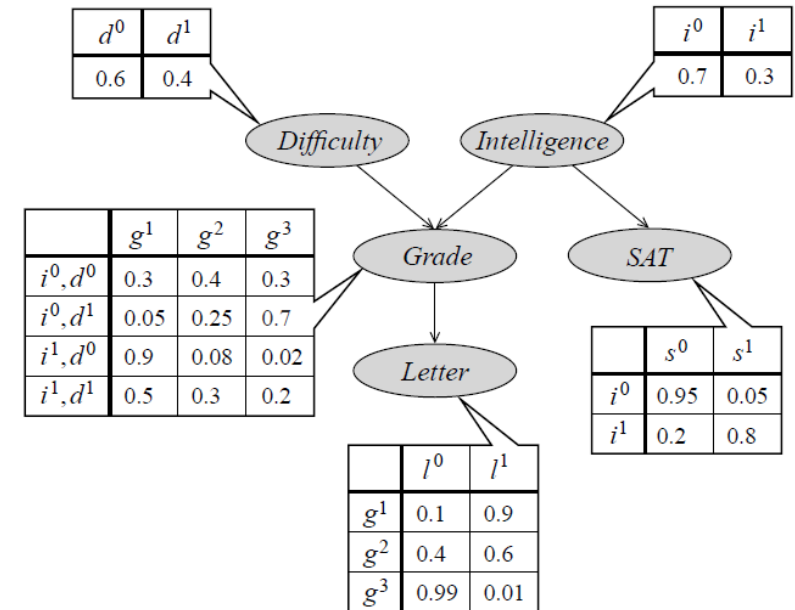 d⁰ d¹
0.6 0.4
i⁰ i¹
0.7 0.3
Difficulty
Intelligence
g¹ g² g³
i⁰,d⁰ 0.3 0.4 0.3
i⁰,d¹ 0.05 0.25 0.7
i¹,d⁰ 0.9 0.08 0.02
i¹,d¹ 0.5 0.3 0.2
Grade
SAT
Letter
s⁰ s¹
i⁰ 0.95 0.05
i¹ 0.2 0.8
l⁰ l¹
g¹ 0.1 0.9
g² 0.4 0.6
g³ 0.99 0.01